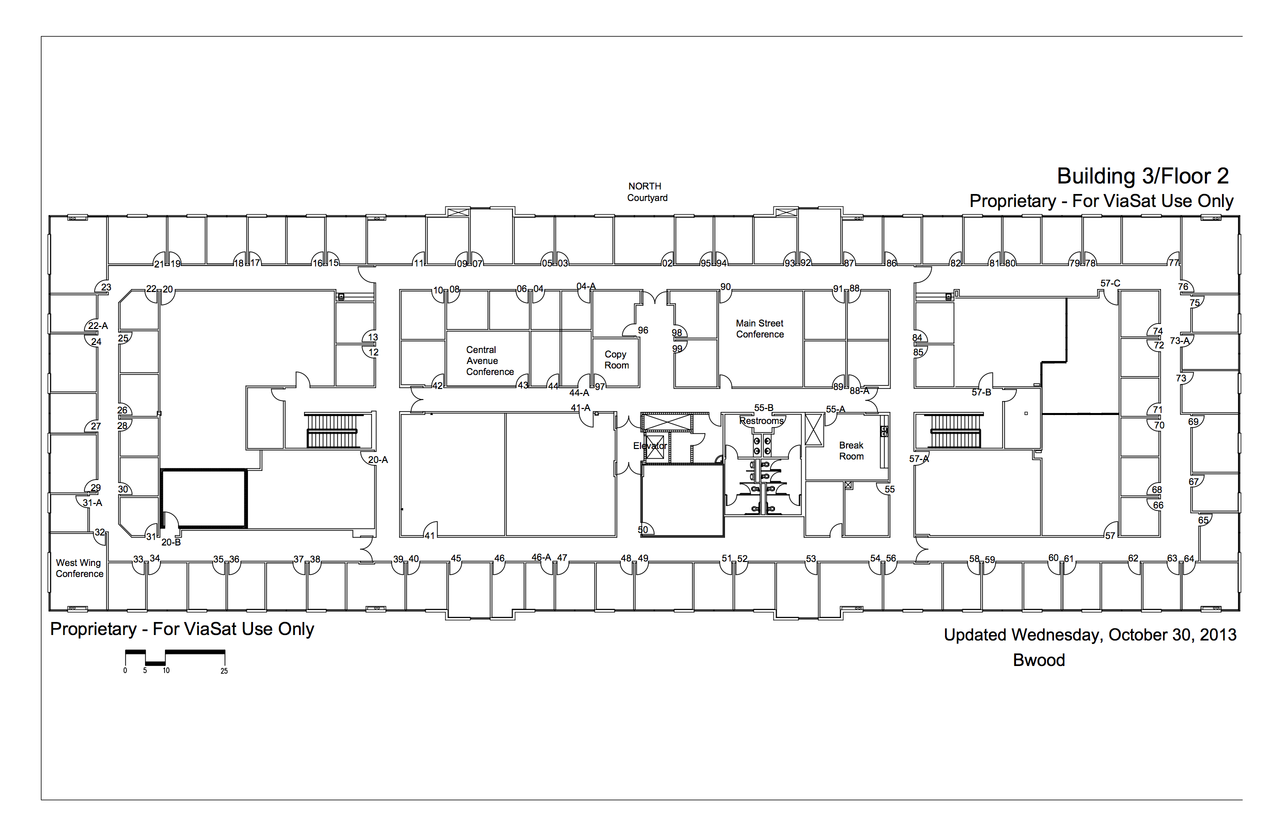 Building 3/Floor 2
NORTH
Courtyard
Proprietary - For ViaSat Use Only
21 19 18 17 16 15 11 09 07 05 03 02 95 94 93 92 87 86 82 81 80 79 78 77
23 22 20 10 08 06 04 04-A 90 91 88 57-C 76
75
22-A 13 96 98 Main Street
Conference 84 74 73-A
24 25 12 99 85 72
Central
Avenue
Conference
Copy
Room
42 43 44 97 89 88-A 73
44-A 57-B
26 41-A 55-B 55-A 71
27 28 Restrooms 70 69
Elevator Break
Room
20-A 57-A
29 30 55 68 67
31-A 66
32 31 20-B 41 50 57 65
West Wing
Conference
33 34 35 36 37 38 39 40 45 46 46-A 47 48 49 51 52 53 54 56 58 59 60 61 62 63 64
Proprietary - For ViaSat Use Only
Updated Wednesday, October 30, 2013
Bwood
0 5 10 25